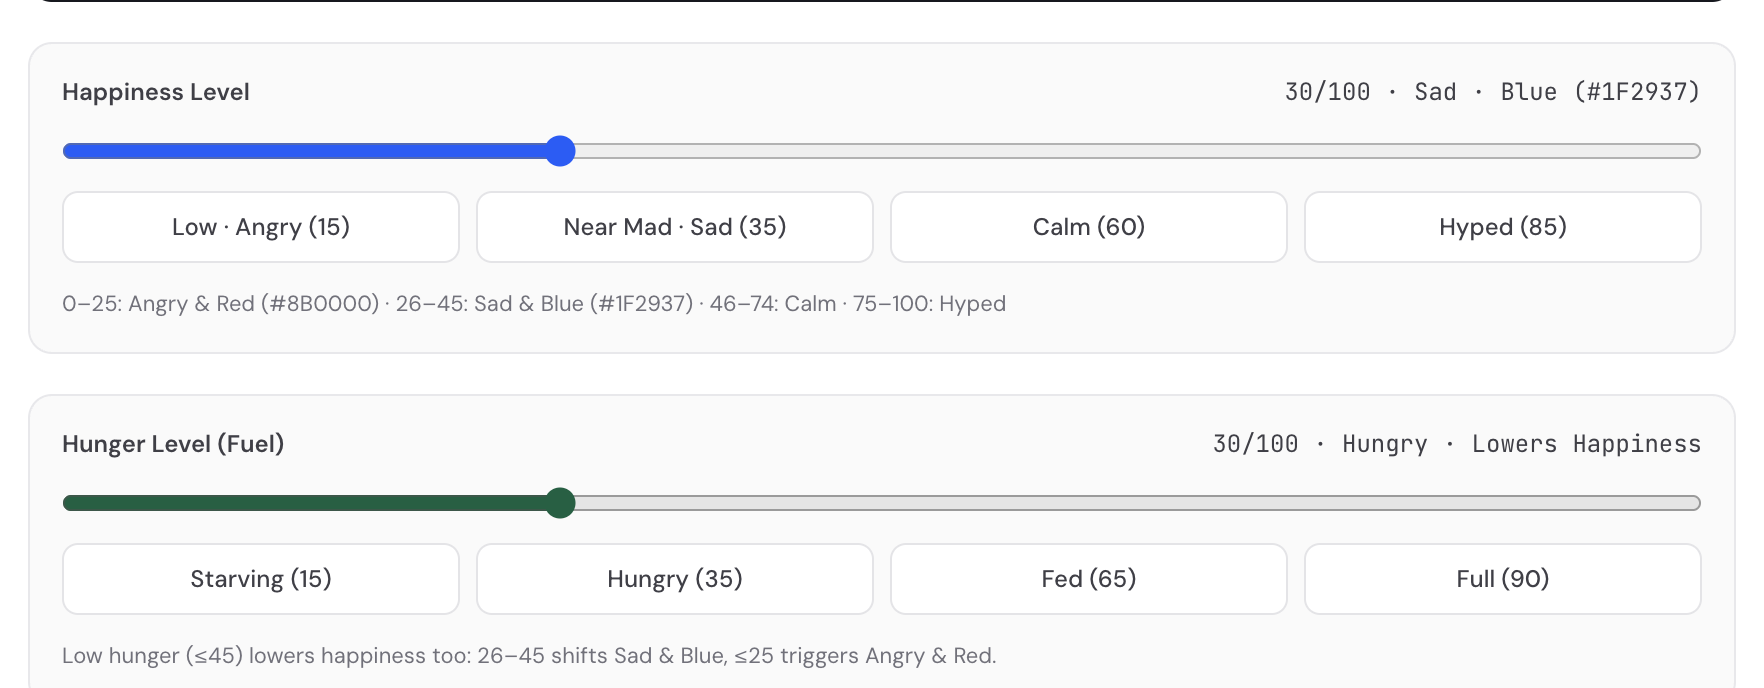 Happiness Level
30/100 · Sad · Blue (#1F2937)
Low · Angry (15)
Near Mad · Sad (35)
Calm (60)
Hyped (85)
0–25: Angry & Red (#8B0000) · 26–45: Sad & Blue (#1F2937) · 46–74: Calm · 75–100: Hyped
Hunger Level (Fuel)
30/100 · Hungry · Lowers Happiness
Starving (15)
Hungry (35)
Fed (65)
Full (90)
Low hunger (≤45) lowers happiness too: 26–45 shifts Sad & Blue, ≤25 triggers Angry & Red.